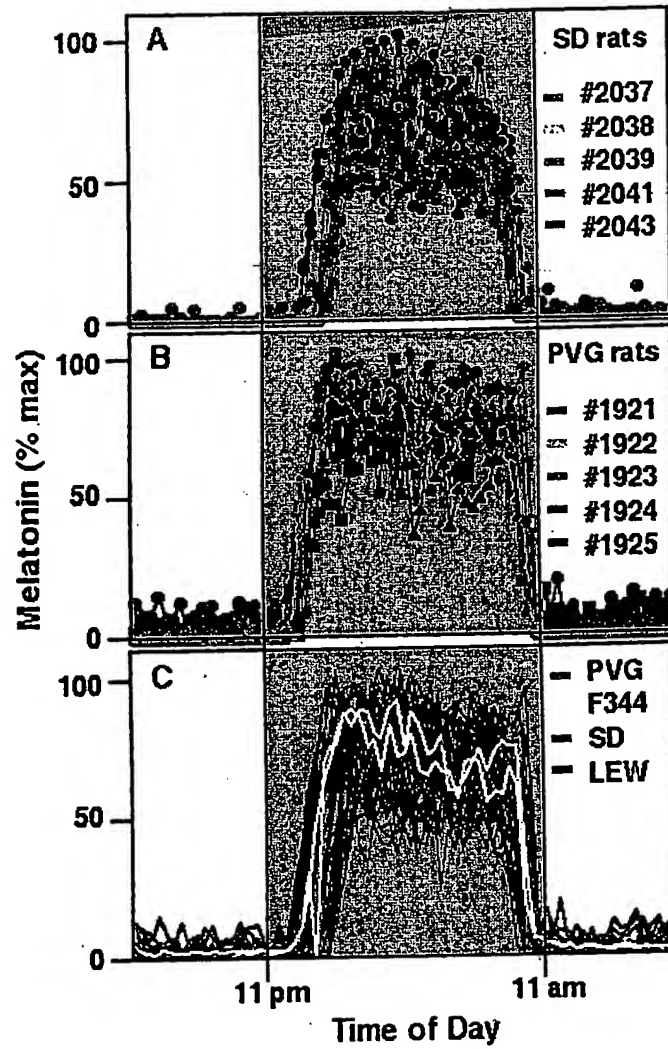 Melatonin (% max)
A
100
50
0
SD rats
#2037
#2038
#2039
#2041
#2043
B
100
50
0
PVG rats
#1921
#1922
#1923
#1924
#1925
C
100
50
0
PVG
F344
SD
LEW
11 pm
11 am
Time of Day